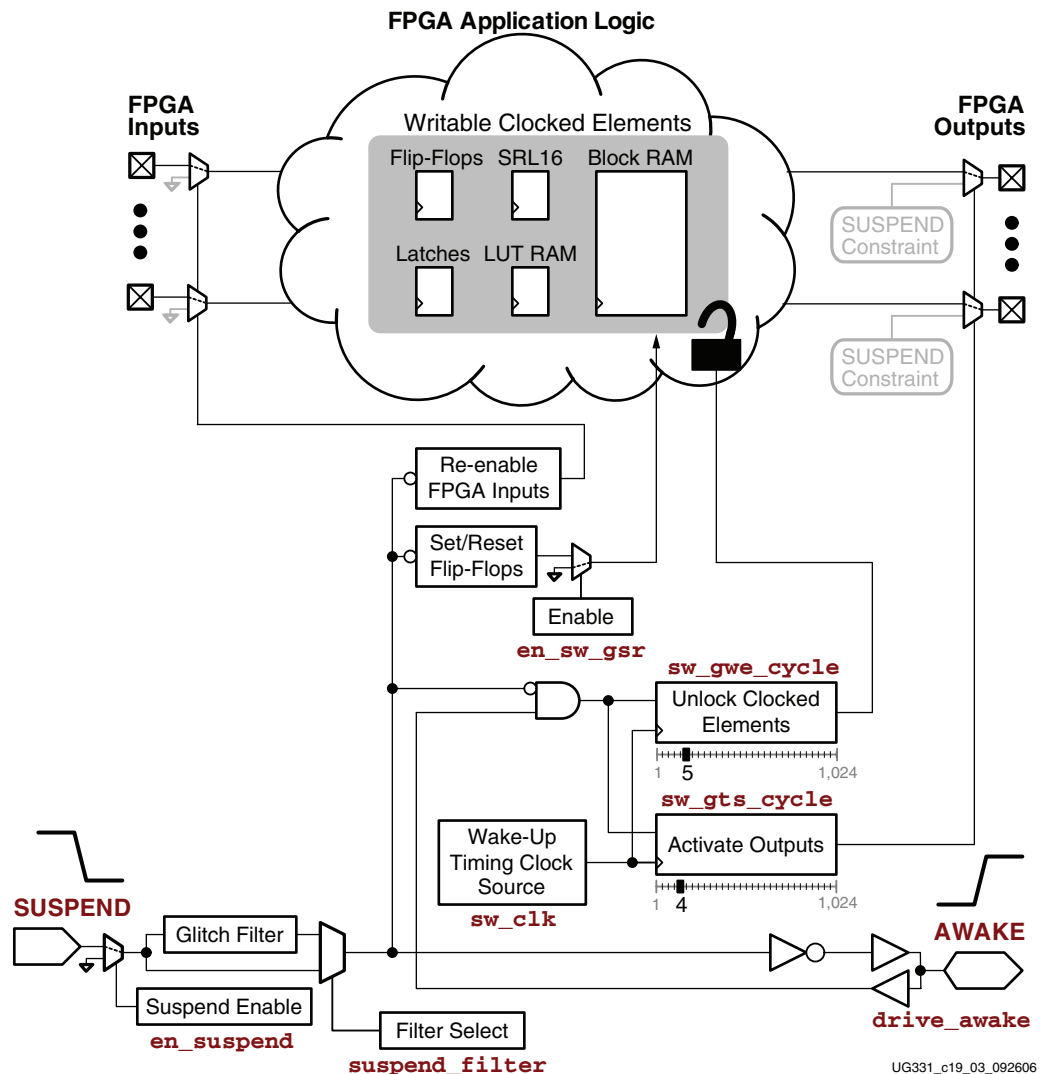 FPGA Application Logic
FPGA
Inputs
FPGA
Outputs
Writable Clocked Elements
Flip-Flops
SRL16
Block RAM
Latches
LUT RAM
SUSPEND
Constraint
SUSPEND
Constraint
Re-enable
FPGA Inputs
Set/Reset
Flip-Flops
Enable
en_sw_gsr
sw_gwe_cycle
Unlock Clocked
Elements
1
5
1,024
sw_gts_cycle
Wake-Up
Timing Clock
Source
sw_clk
Activate Outputs
1
4
1,024
SUSPEND
Glitch Filter
Suspend Enable
en_suspend
Filter Select
suspend_filter
AWAKE
drive_awake
UG331_c19_03_092606